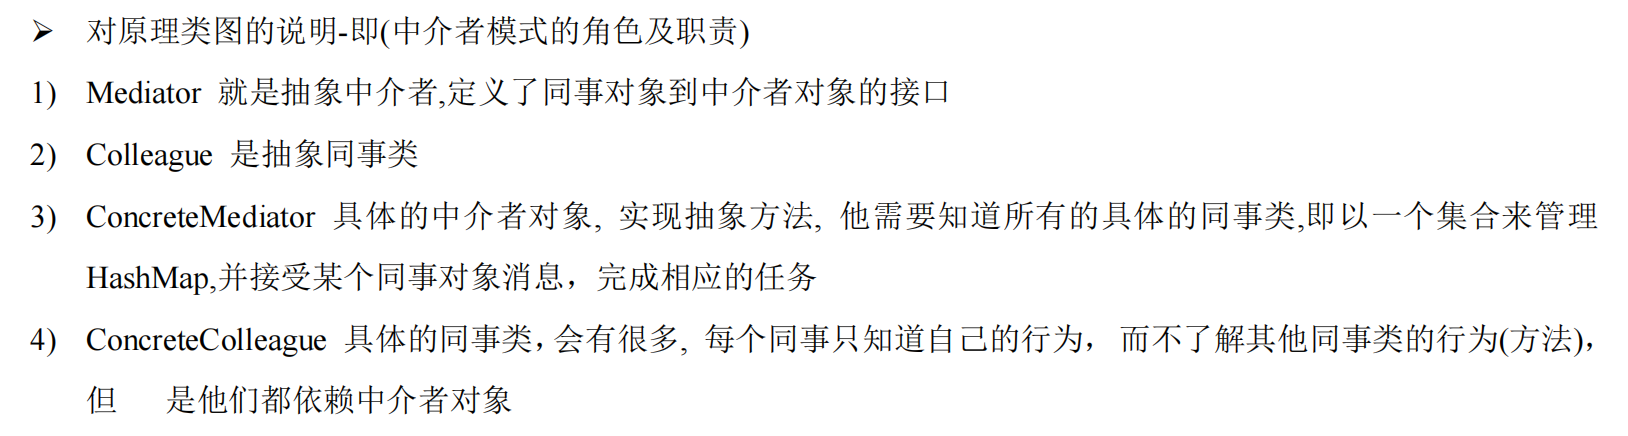 ➢ 对原理类图的说明-即(中介者模式的角色及职责)
1) Mediator 就是抽象中介者,定义了同事对象到中介者对象的接口
2) Colleague 是抽象同事类
3) ConcreteMediator 具体的中介者对象, 实现抽象方法, 他需要知道所有的具体的同事类,即以一个集合来管理
HashMap,并接受某个同事对象消息，完成相应的任务
4) ConcreteColleague 具体的同事类，会有很多, 每个同事只知道自己的行为， 而不了解其他同事类的行为(方法)，
但 是他们都依赖中介者对象